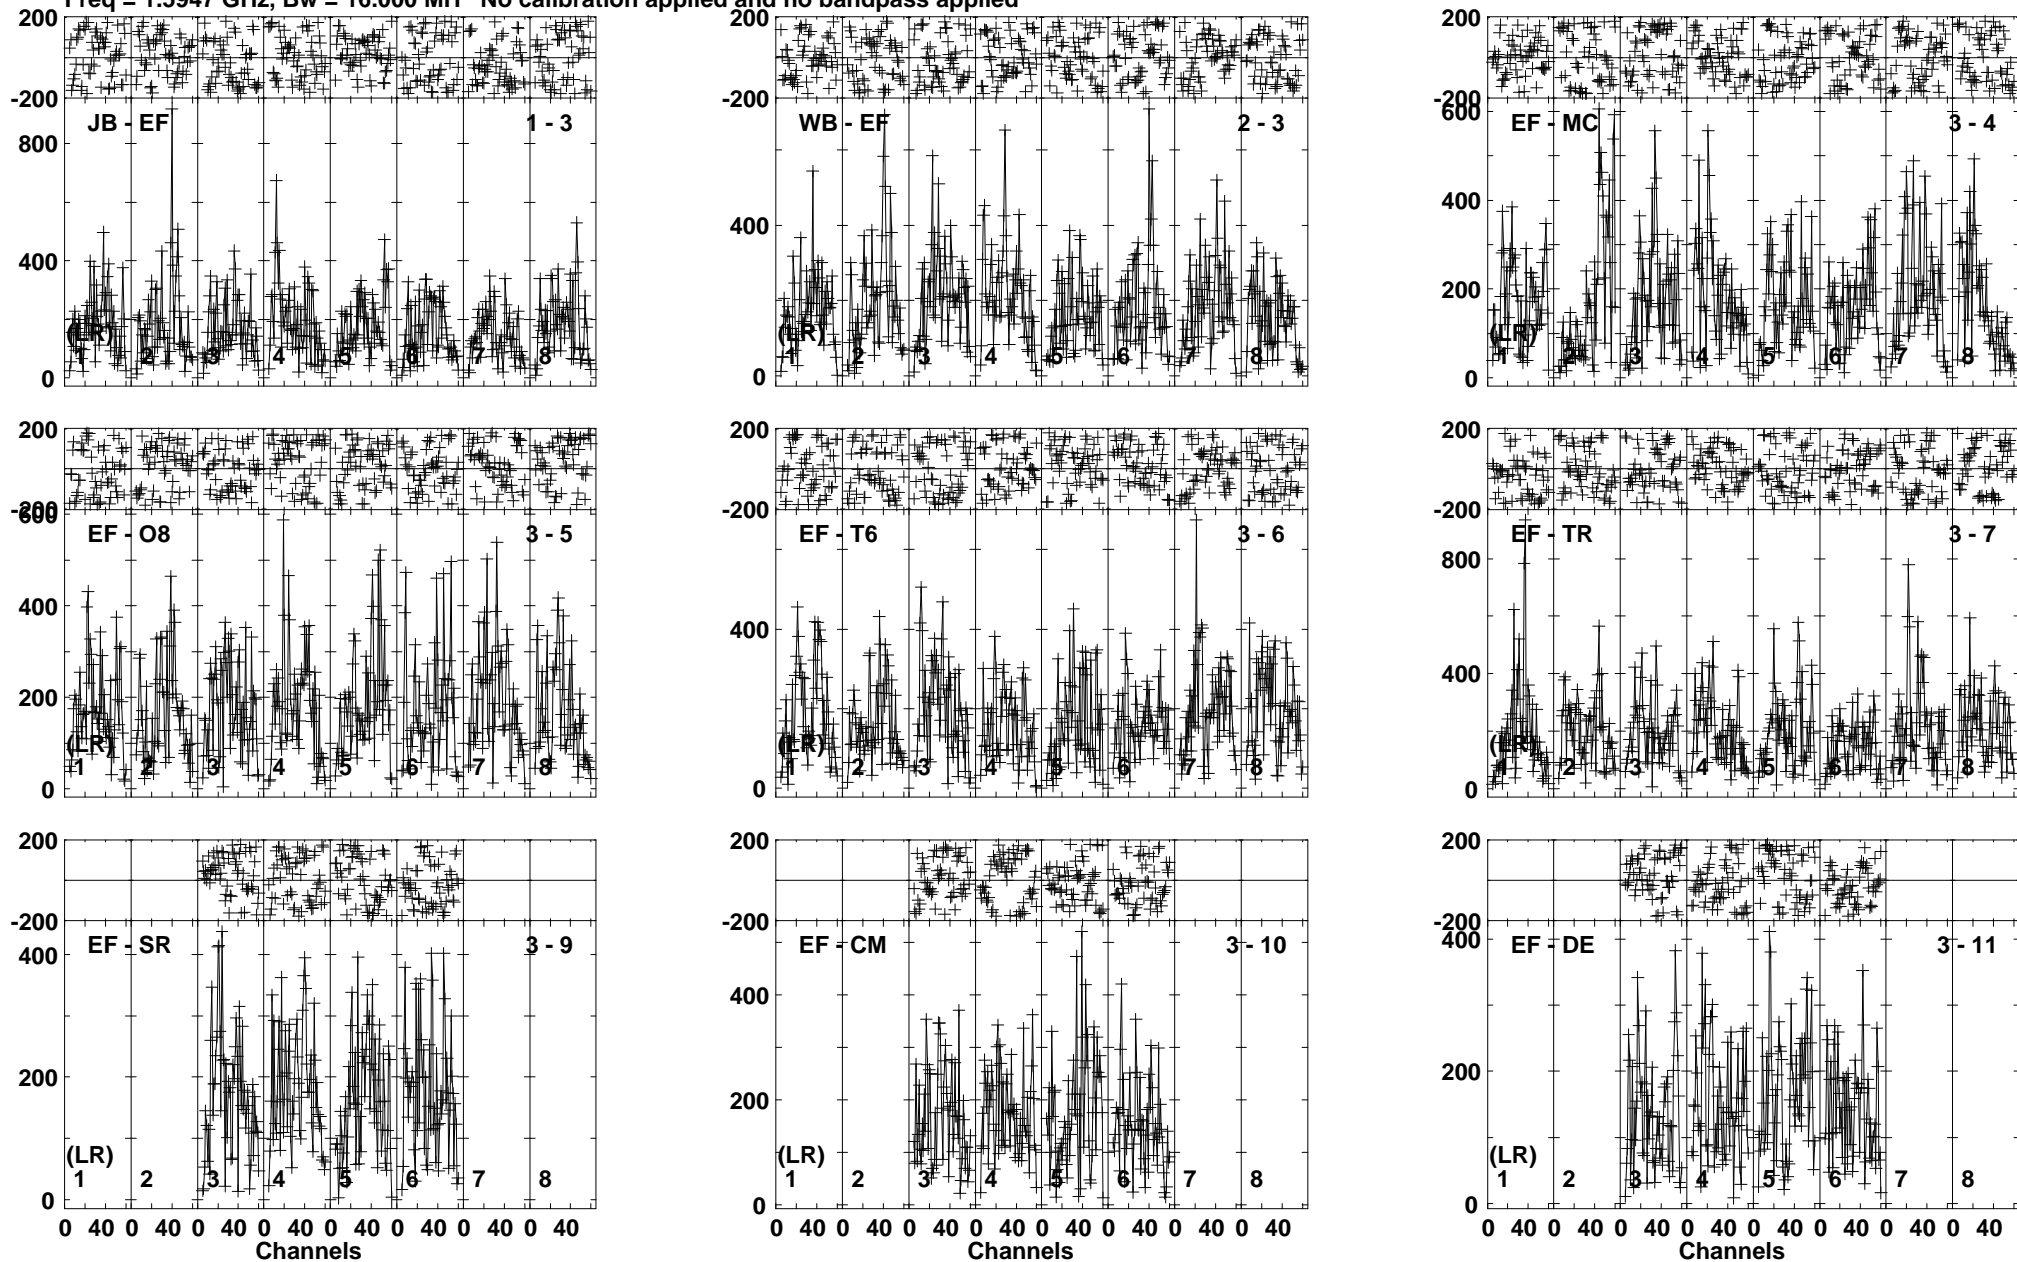 Freq = 1.5947 GHz, Bw = 16.000 MH No calibration applied and no bandpass applied
200 200 200
-200 -200 -200
JB - EF 1 - 3 WB - EF 2 - 3 600 EF - MC 3 - 4
800
400 400 400
200
(LR) (LR) (LR)
1 2 3 4 5 6 7 8 1 2 3 4 5 6 7 8 1 2 3 4 5 6 7 8
0 0 0
200 200 200
-200 -200 -200
600 EF - O8 3 - 5 EF - T6 3 - 6 EF - TR 3 - 7
800
400 400 400
200
(LR) (LR) (LR)
1 2 3 4 5 6 7 8 1 2 3 4 5 6 7 8 1 2 3 4 5 6 7 8
0 0 0
200 200 200
-200 -200 -200
EF - SR 3 - 9 EF - CM 3 - 10 EF - DE 3 - 11
400 400 400
200 200 200
(LR) (LR) (LR)
1 2 3 4 5 6 7 8 1 2 3 4 5 6 7 8 1 2 3 4 5 6 7 8
0 0 0
0 40 0 40 0 40 0 40 0 40 0 40 0 40 0 40 0 40 0 40 0 40 0 40 0 40 0 40 0 40 0 40 0 40 0 40 0 40 0 40 0 40 0 40 0 40 0 40
Channels Channels Channels